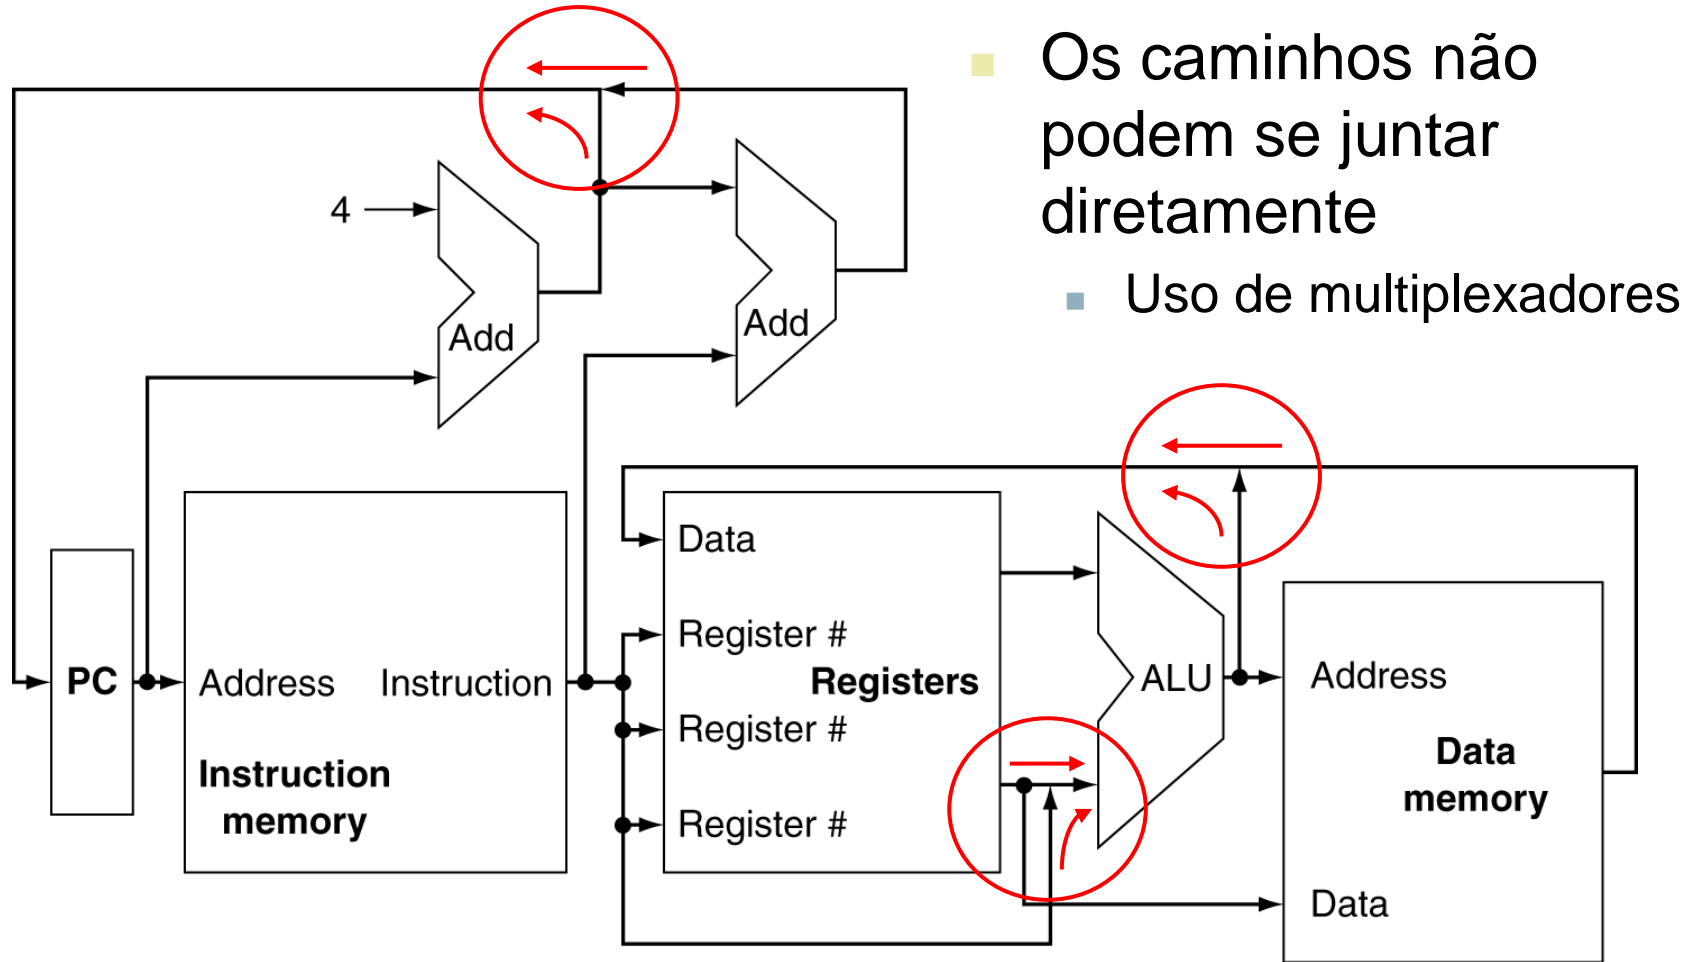 Os caminhos não
podem se juntar
diretamente
Uso de multiplexadores
4
Add
Add
PC
Address
Instruction
Instruction
memory
Data
Register #
Registers
Register #
Register #
ALU
Address
Data
memory
Data